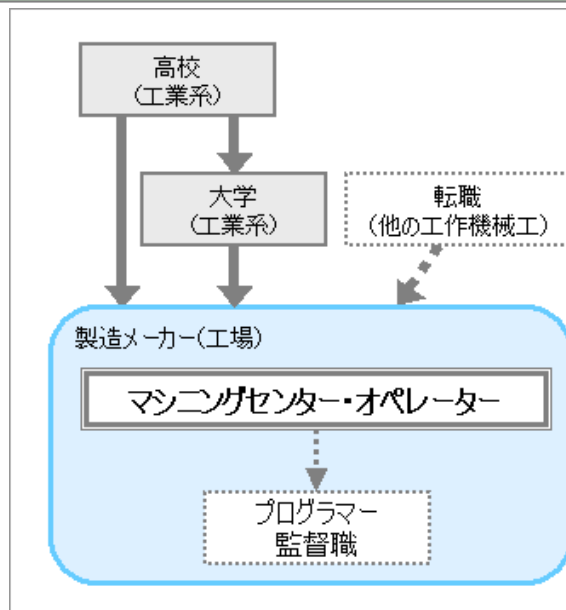 高校
(工業系)
大学
(工業系)
転職
(他の工作機械工)
製造メーカー(工場)
マシニングセンター・オペレーター
プログラマー
監督職